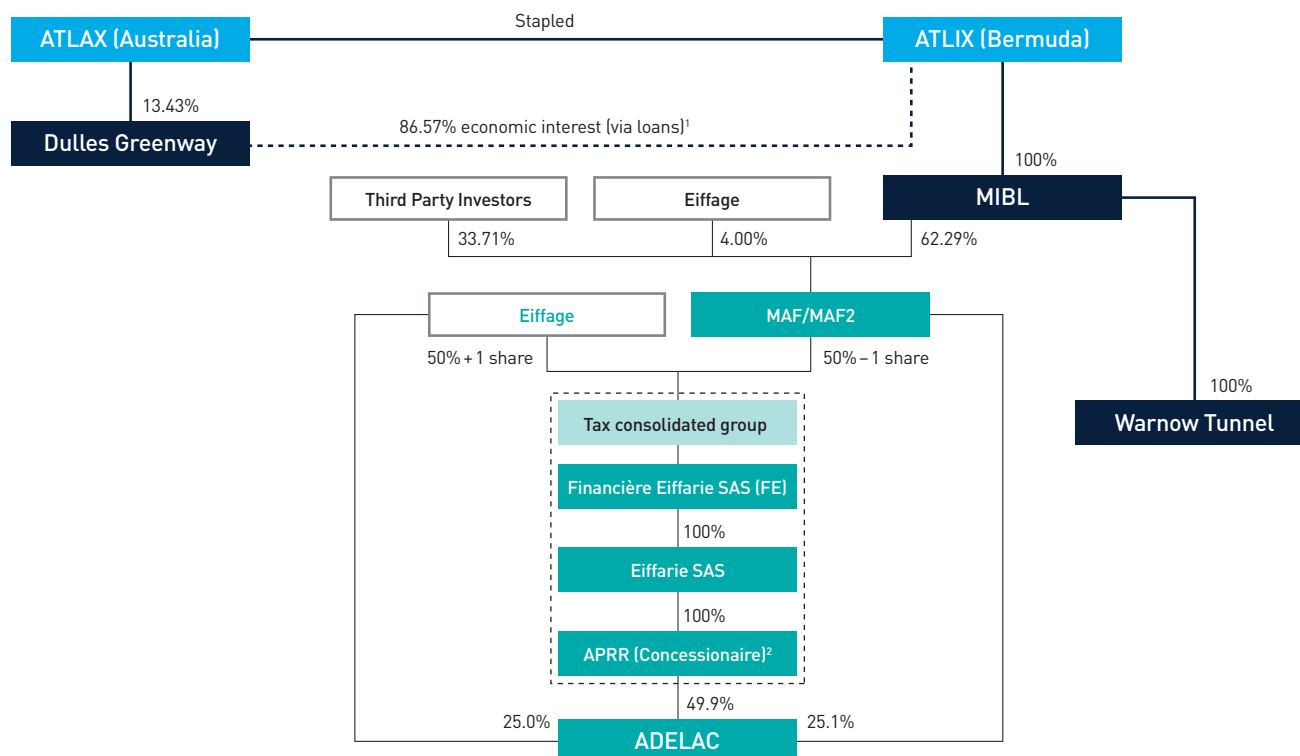 Stapled
ATLAX (Australia)
ATLIX (Bermuda)
13.43%
Dulles Greenway
86.57% economic interest (via loans)¹
100%
MIBL
Third Party Investors
Eiffage
33.71%
4.00%
62.29%
Eiffage
MAF/MAF2
50% + 1 share
50% – 1 share
100%
Warnow Tunnel
Tax consolidated group
Financière Eiffarie SAS (FE)
100%
Eiffarie SAS
100%
APRR (Concessionaire)²
49.9%
25.0%
25.1%
ADELAC